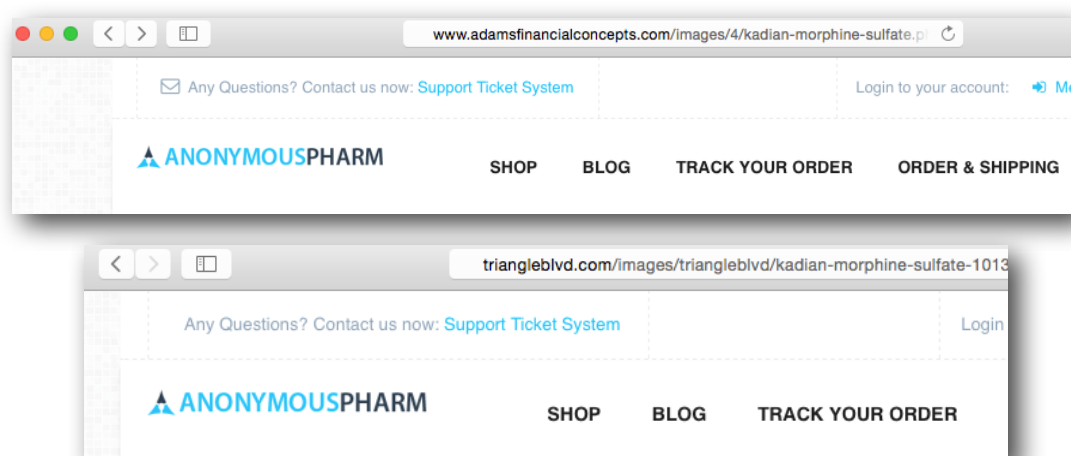 www.adamsfinancialconcepts.com/images/4/kadian-morphine-sulfate.p
Any Questions? Contact us now: Support Ticket System
Login to your account: Me
ANONYMOUSPHARM
SHOP BLOG TRACK YOUR ORDER ORDER & SHIPPING
triangleblvd.com/images/triangleblvd/kadian-morphine-sulfate-1013
Any Questions? Contact us now: Support Ticket System
Login
ANONYMOUSPHARM
SHOP BLOG TRACK YOUR ORDER